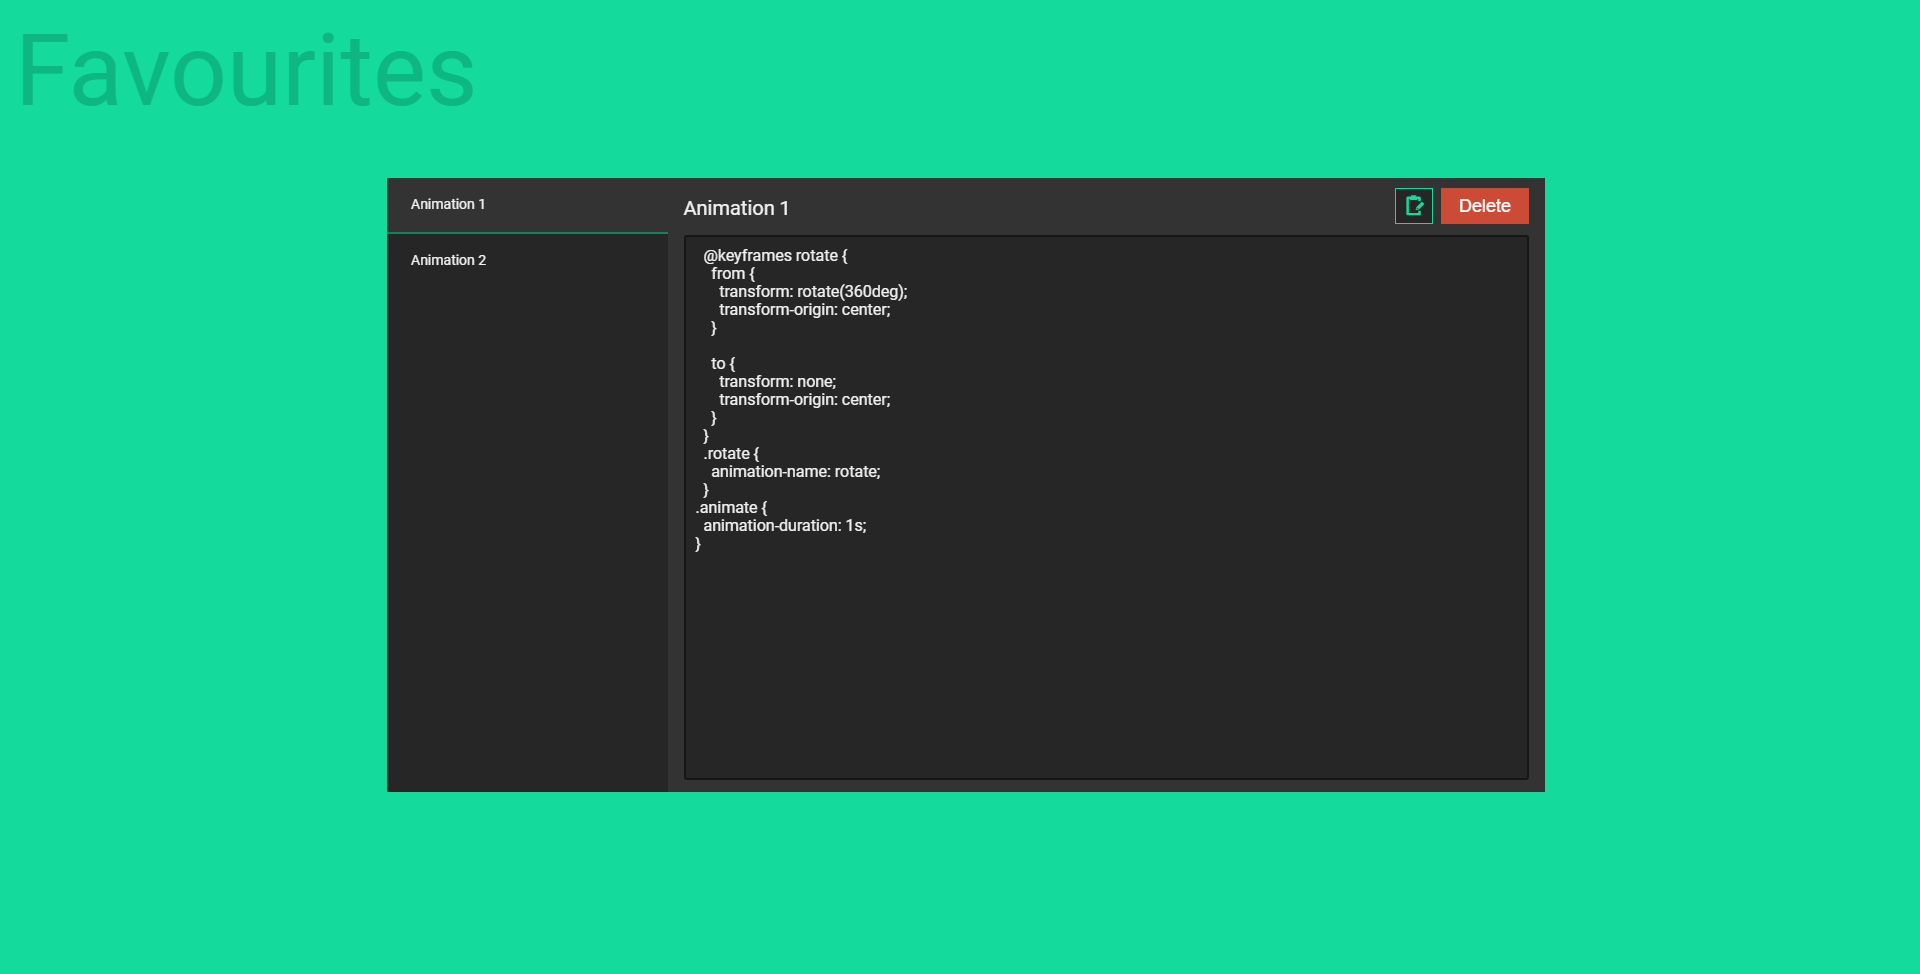 Favourites
Animation 1
Animation 2
Animation 1
Delete
@keyframes rotate {
from {
transform: rotate(360deg);
transform-origin: center;
}
to {
transform: none;
transform-origin: center;
}
}
.rotate {
animation-name: rotate;
}
.animate {
animation-duration: 1s;
}